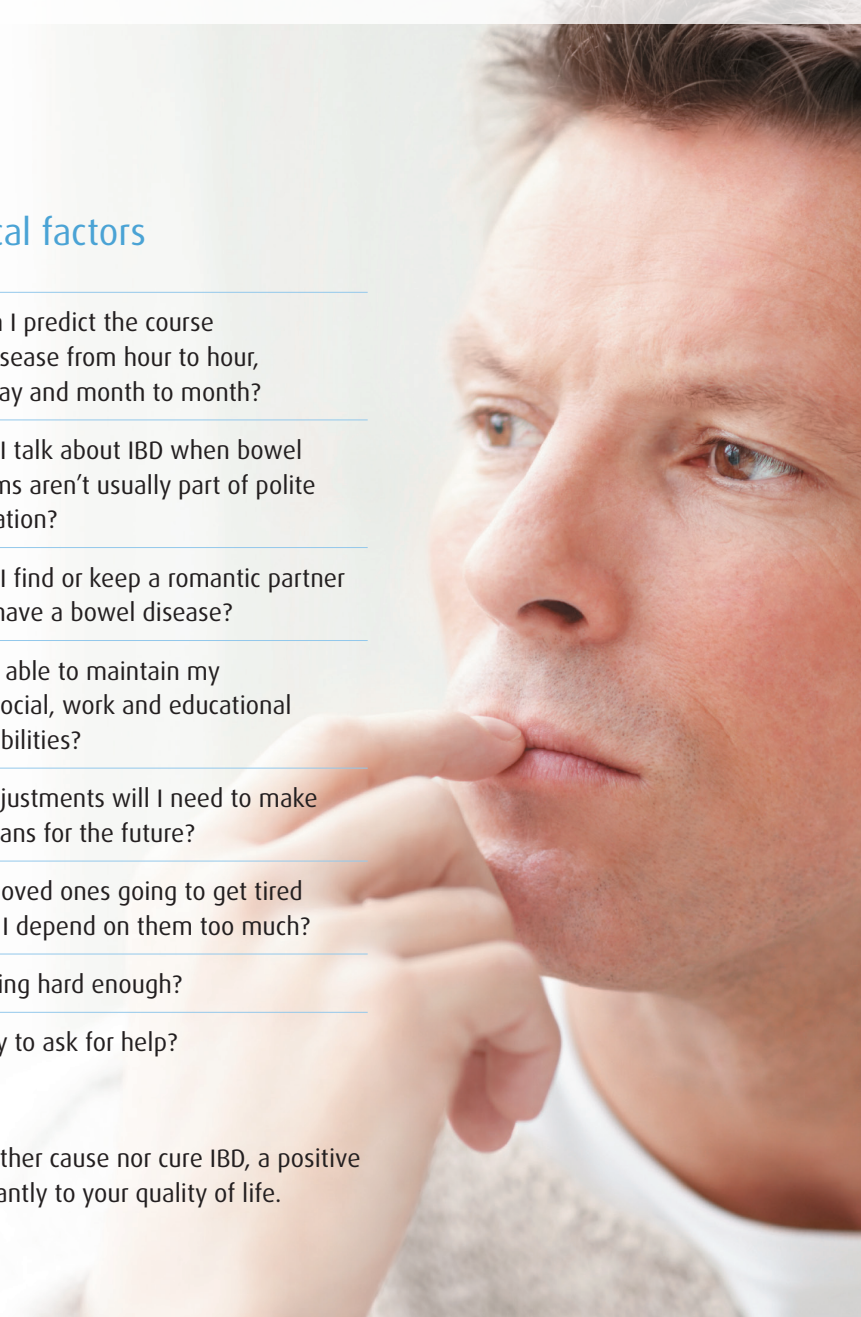 cal factors
I predict the course
sease from hour to hour,
ay and month to month?
I talk about IBD when bowel
ms aren't usually part of polite
ation?
I find or keep a romantic partner
have a bowel disease?
able to maintain my
ocial, work and educational
bilities?
justments will I need to make
ans for the future?
oved ones going to get tired
I depend on them too much?
ing hard enough?
y to ask for help?
ther cause nor cure IBD, a positive
antly to your quality of life.